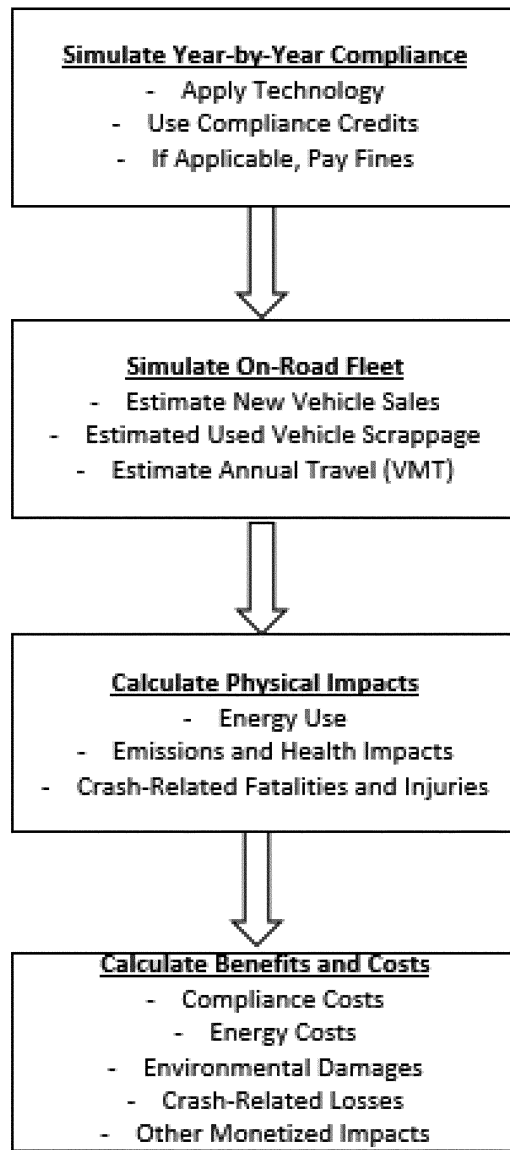 Simulate Year-by-Year Compliance
- Apply Technology
- Use Compliance Credits
- If Applicable, Pay Fines
Simulate On-Road Fleet
- Estimate New Vehicle Sales
- Estimated Used Vehicle Scrappage
- Estimate Annual Travel (VMT)
Calculate Physical Impacts
- Energy Use
- Emissions and Health Impacts
- Crash-Related Fatalities and Injuries
Calculate Benefits and Costs
- Compliance Costs
- Energy Costs
- Environmental Damages
- Crash-Related Losses
- Other Monetized Impacts